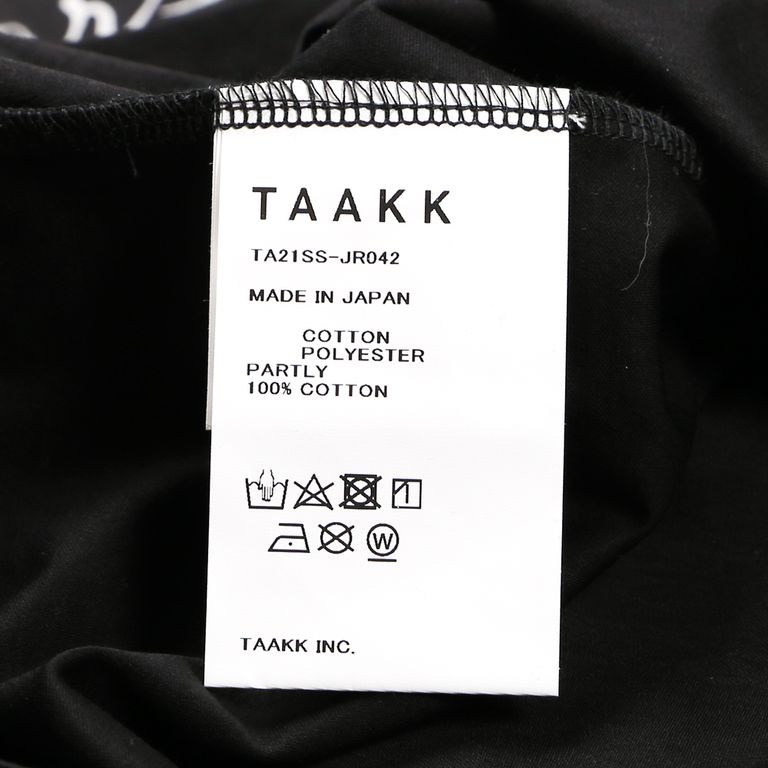 TAAKK
TA21SS-JR042
MADE IN JAPAN
COTTON
POLYESTER
PARTLY
100% COTTON
W
TAAKK INC.